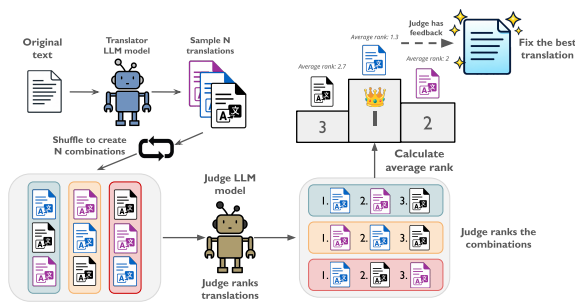 Original
text
Translator
LLM model
Sample N
translations
Average rank: 1.3
Judge has
feedback
Fix the best
translation
Average rank: 2.7
Average rank: 2
3
I
2
Shuffle to create
N combinations
Calculate
average rank
Judge LLM
model
Judge ranks
translations
1. 2. 3.
1. 2. 3.
1. 2. 3.
Judge ranks the
combinations